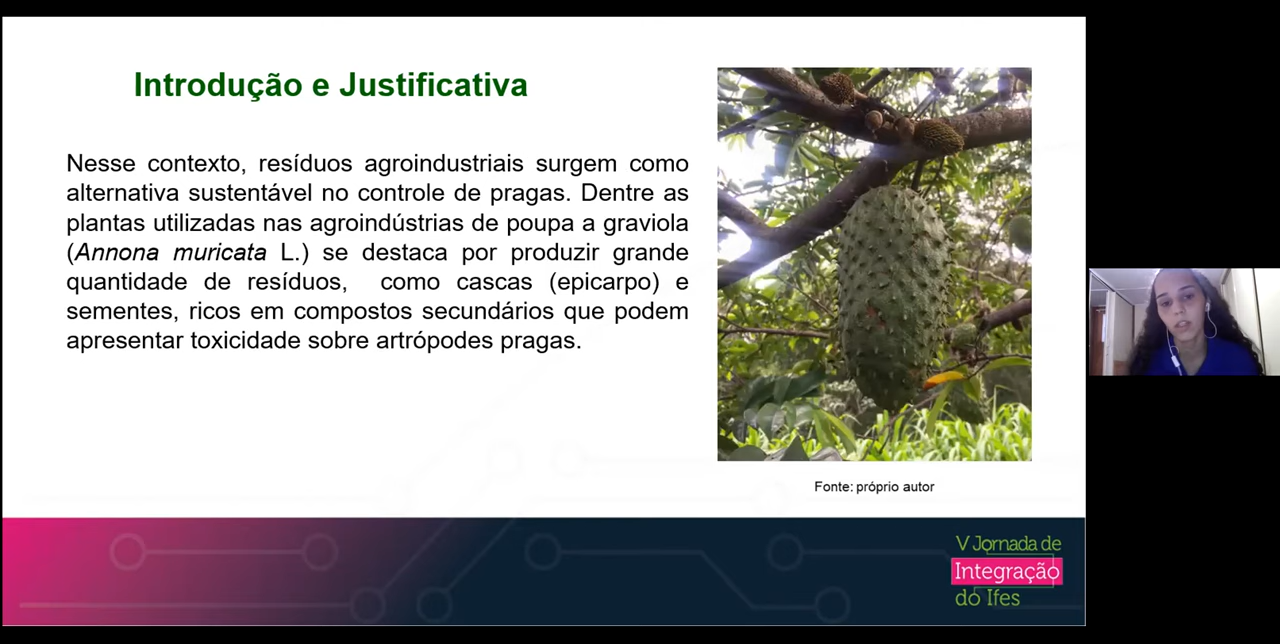 Introdução e Justificativa
Nesse contexto, resíduos agroindustriais surgem como
alternativa sustentável no controle de pragas. Dentre as
plantas utilizadas nas agroindústrias de poupa a graviola
(Annona muricata L.) se destaca por produzir grande
quantidade de resíduos, como cascas (epicarpo) e
sementes, ricos em compostos secundários que podem
apresentar toxicidade sobre artrópodes pragas.
Fonte: próprio autor
V Jornada de
Integração
do Ifes